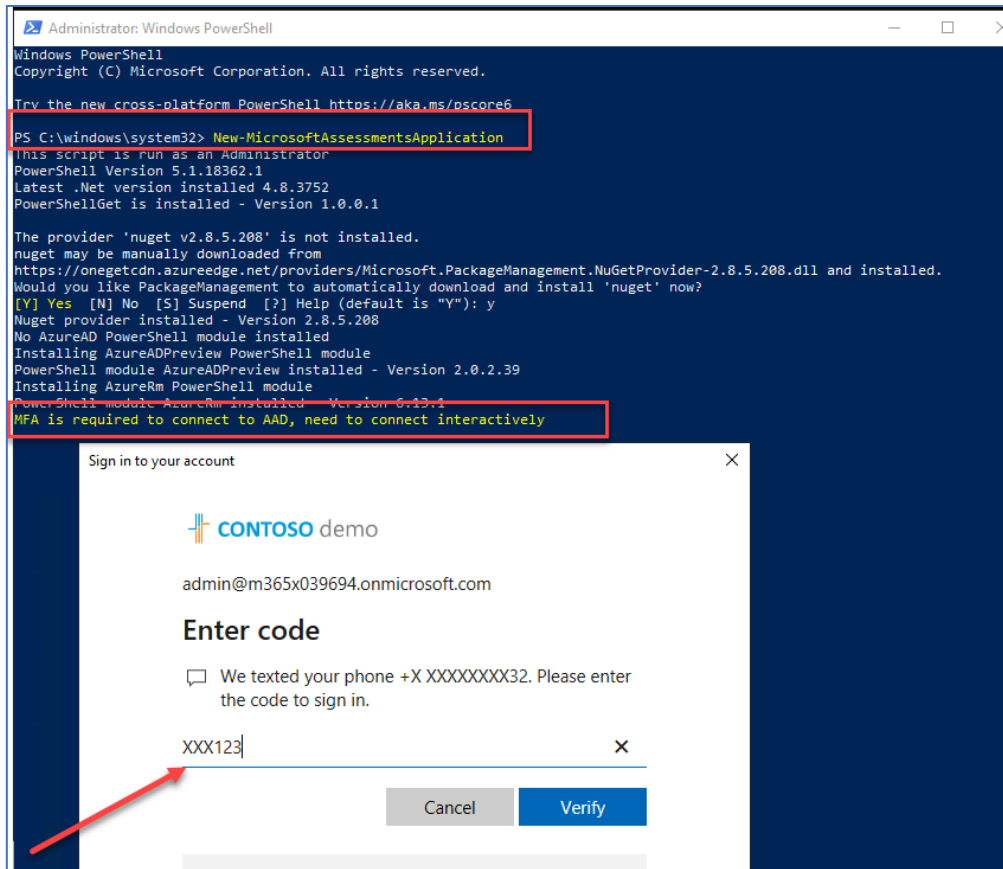 Administrator: Windows PowerShell
Windows PowerShell
Copyright (C) Microsoft Corporation. All rights reserved.
Try the new cross-platform PowerShell https://aka.ms/pscore6
PS C:\windows\system32> New-MicrosoftAssessmentsApplication
This script is run as an Administrator
PowerShell Version 5.1.18362.1
Latest .Net version installed 4.8.3752
PowerShellGet is installed - Version 1.0.0.1
The provider 'nuget v2.8.5.208' is not installed.
nuget may be manually downloaded from
https://onegetcdn.azureedge.net/providers/Microsoft.PackageManagement.NuGetProvider-2.8.5.208.dll and installed.
Would you like PackageManagement to automatically download and install 'nuget' now?
[Y] Yes [N] No [S] Suspend [?] Help (default is "Y"): y
Nuget provider installed - Version 2.8.5.208
No AzureAD PowerShell module installed
Installing AzureADPreview PowerShell module
PowerShell module AzureADPreview installed - Version 2.0.2.39
Installing AzureRm PowerShell module
PowerShell module AzureRm installed - Version 6.13.1
MFA is required to connect to AAD, need to connect interactively
Sign in to your account
CONTOSO demo
admin@m365x039694.onmicrosoft.com
Enter code
We texted your phone +X XXXXXXXX32. Please enter
the code to sign in.
XXX123
Cancel Verify